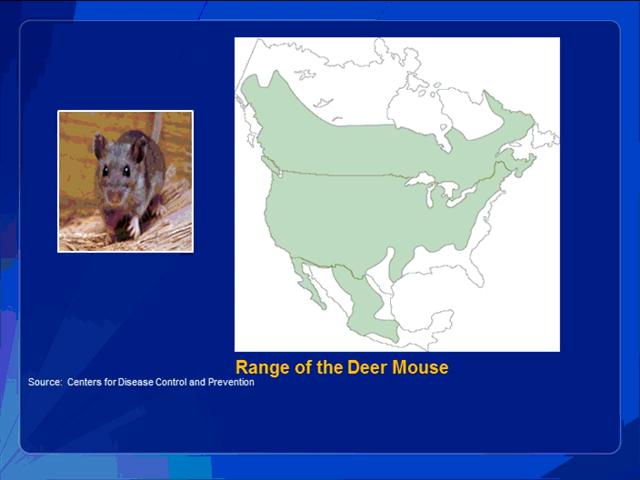 Range of the Deer Mouse
Source:  Centers for Disease Control and Prevention